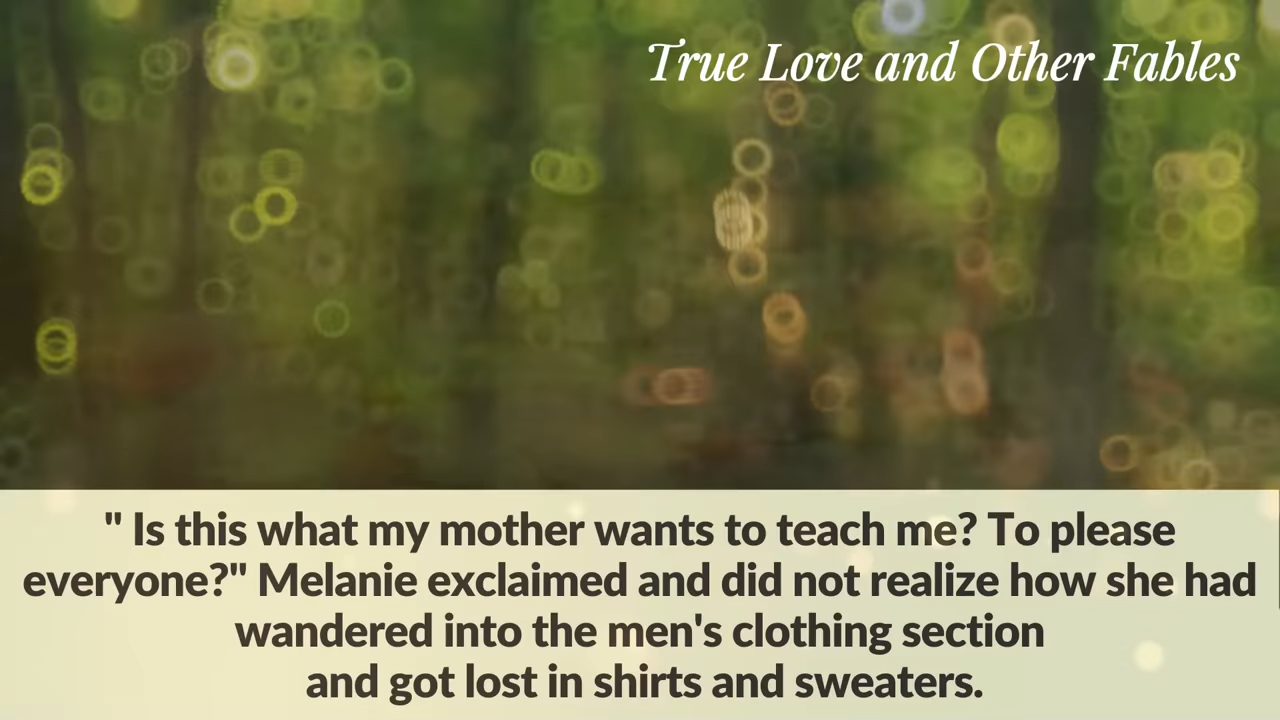 True Love and Other Fables
" Is this what my mother wants to teach me? To please
everyone?" Melanie exclaimed and did not realize how she had
wandered into the men's clothing section
and got lost in shirts and sweaters.